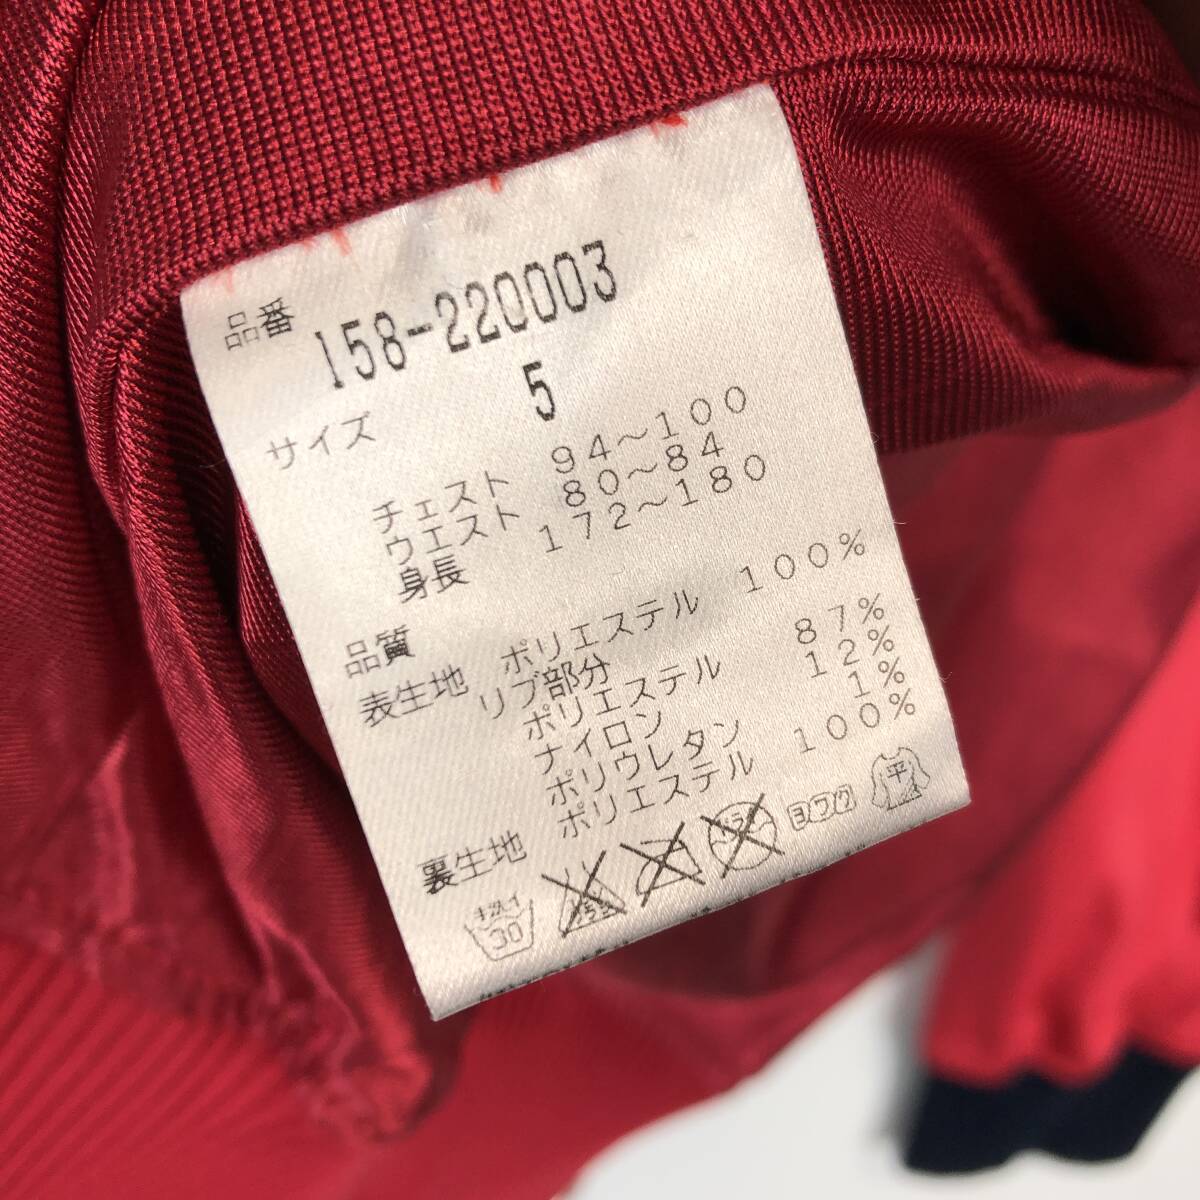 品番 158-220003
サイズ 5
チェスト 94～100
ウエスト 80～84
身長 172～180
品質
表生地 ポリエステル 100%
リブ部分
ポリエステル 87%
ナイロン 12%
ポリウレタン 1%
裏生地 ポリエステル 100%
30 ヨワク 平